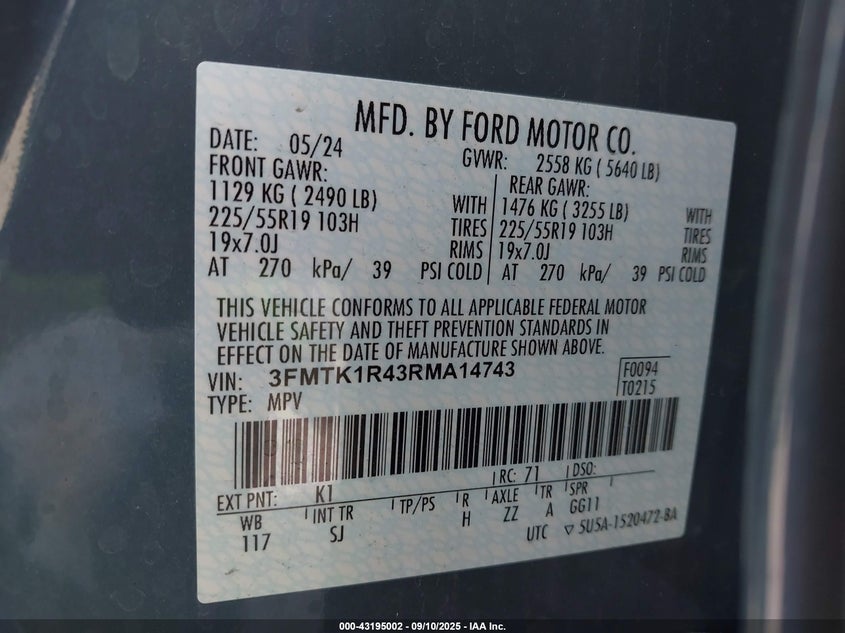 MFD. BY FORD MOTOR CO.
DATE: 05/24
GVWR: 2558 KG ( 5640 LB)
FRONT GAWR:
1129 KG ( 2490 LB) WITH
225/55R19 103H TIRES
19x7.0J RIMS
AT 270 kPa/ 39 PSI COLD
REAR GAWR:
1476 KG ( 3255 LB) WITH
225/55R19 103H TIRES
19x7.0J RIMS
AT 270 kPa/ 39 PSI COLD
THIS VEHICLE CONFORMS TO ALL APPLICABLE FEDERAL MOTOR
VEHICLE SAFETY AND THEFT PREVENTION STANDARDS IN
EFFECT ON THE DATE OF MANUFACTURE SHOWN ABOVE.
VIN: 3FMTK1R43RMA14743
F0094
T0215
TYPE: MPV
EXT PNT: K1 RC: 71 DSO:
WB INT TR TP/PS R AXLE TR SPR
117 SJ H ZZ A GG11
UTC ▽ 5U5A-1520472-BA
000-43195002 - 09/10/2025 - IAA Inc.